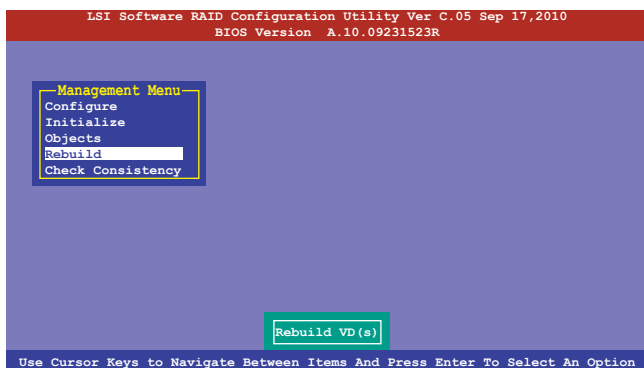 LSI Software RAID Configuration Utility Ver C.05 Sep 17,2010
BIOS Version A.10.09231523R
Management Menu
Configure
Initialize
Objects
Rebuild
Check Consistency
Rebuild VD(s)
Use Cursor Keys to Navigate Between Items And Press Enter To Select An Option